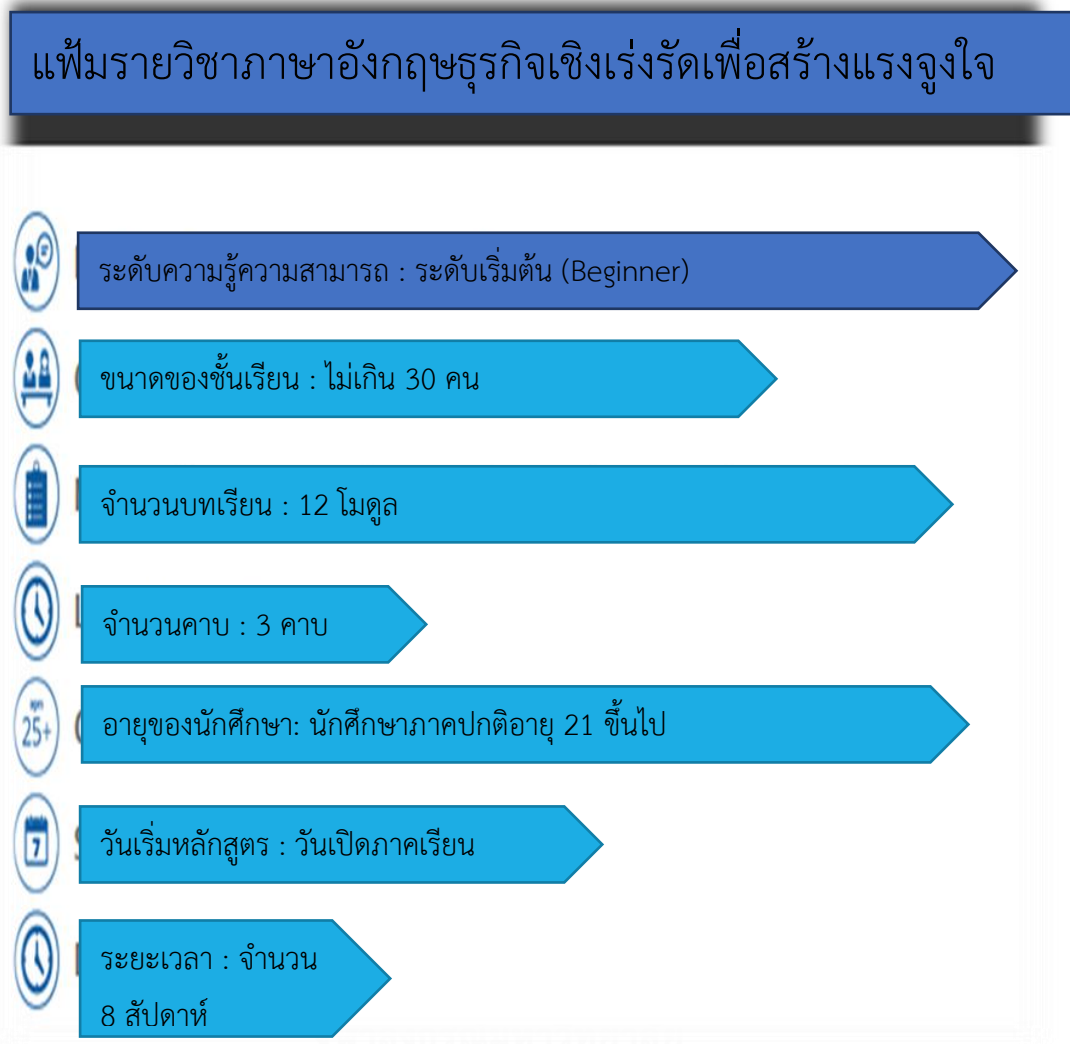 แฟ้มรายวิชาภาษาอังกฤษธุรกิจเชิงเร่งรัดเพื่อสร้างแรงจูงใจ
ระดับความรู้ความสามารถ : ระดับเริ่มต้น (Beginner)
ขนาดของชั้นเรียน : ไม่เกิน 30 คน
จำนวนบทเรียน : 12 โมดูล
จำนวนคาบ : 3 คาบ
ages
25+
อายุของนักศึกษา: นักศึกษาภาคปกติอายุ 21 ขึ้นไป
7
วันเริ่มหลักสูตร : วันเปิดภาคเรียน
ระยะเวลา : จำนวน
8 สัปดาห์